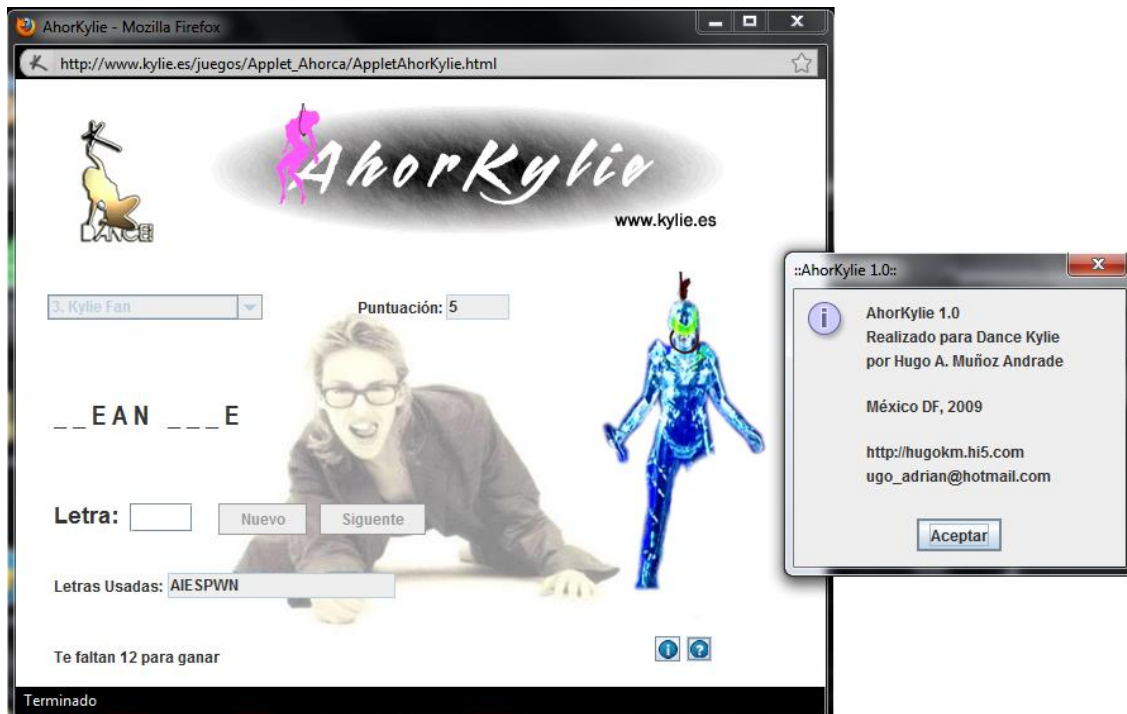 AhorKylie - Mozilla Firefox
http://www.kylie.es/juegos/Applet_Ahorca/AppletAhorKylie.html
K
DANCE
AhorKylie
www.kylie.es
3. Kylie Fan
Puntuación: 5
_ _ E A N _ _ _ E
Letra:
Nuevo
Siguente
Letras Usadas: AIESPWN
Te faltan 12 para ganar
Terminado
::AhorKylie 1.0::
AhorKylie 1.0
Realizado para Dance Kylie
por Hugo A. Muñoz Andrade
México DF, 2009
http://hugokm.hi5.com
ugo_adrian@hotmail.com
Aceptar